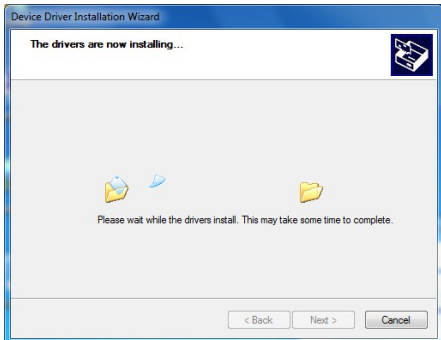 Device Driver Installation Wizard
The drivers are now installing...
Please wait while the drivers install. This may take some time to complete.
< Back
Next >
Cancel